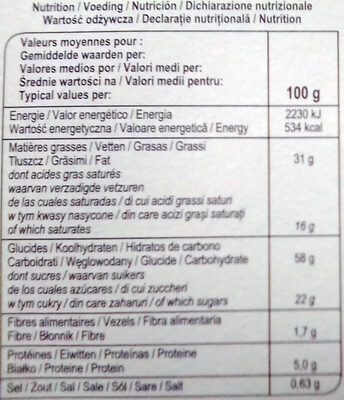 Nutrition / Voeding / Nutrición / Dichiarazione nutrizionale
Wartość odżywcza / Declarație nutrițională / Nutrition
Valeurs moyennes pour :
Gemiddelde waarden per:
Valores medios por / Valori medi per:
Średnie wartości na / Valori medii pentru:
Typical values per:
100 g
Energie / Valor energético / Energia 2230 kJ
Wartość energetyczna / Valoare energetică / Energy 534 kcal
Matières grasses / Vetten / Grasas / Grassi
Tłuszcz / Grăsimi / Fat 31 g
dont acides gras saturés
waarvan verzadigde vetzuren
de las cuales saturadas / di cui acidi grassi saturi
w tym kwasy nasycone / din care acizi grași saturați
of which saturates 16 g
Glucides / Koolhydraten / Hidratos de carbono
Carboidrati / Węglowodany / Glucide / Carbohydrate 58 g
dont sucres / waarvan suikers
de los cuales azúcares / di cui zuccheri
w tym cukry / din care zaharuri / of which sugars 22 g
Fibres alimentaires / Vezels / Fibra alimentaria
Fibre / Błonnik / Fibre 1,7 g
Protéines / Eiwitten / Proteínas / Proteine
Białko / Proteine / Protein 5,0 g
Sel / Zout / Sal / Sale / Sól / Sare / Salt 0,63 g